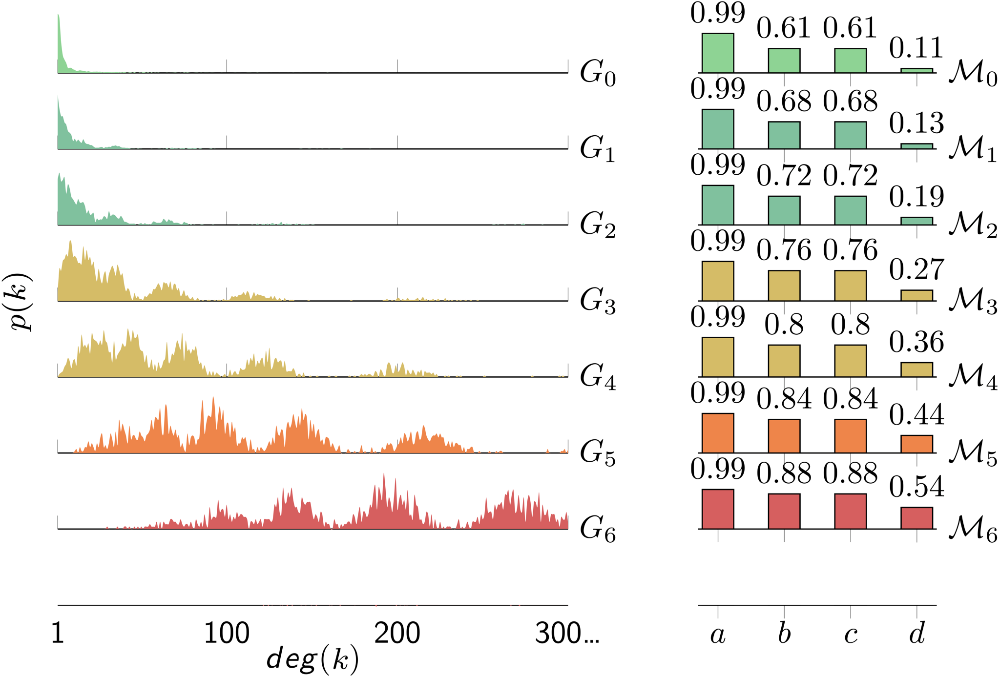 0.99 0.61 0.61 0.11
G0 M0
0.99 0.68 0.68 0.13
G1 M1
0.99 0.72 0.72 0.19
G2 M2
0.99 0.76 0.76 0.27
G3 M3
p(k)
0.99 0.8 0.8 0.36
G4 M4
0.99 0.84 0.84 0.44
G5 M5
0.99 0.88 0.88 0.54
G6 M6
1 100 200 300...
a b c d
deg(k)